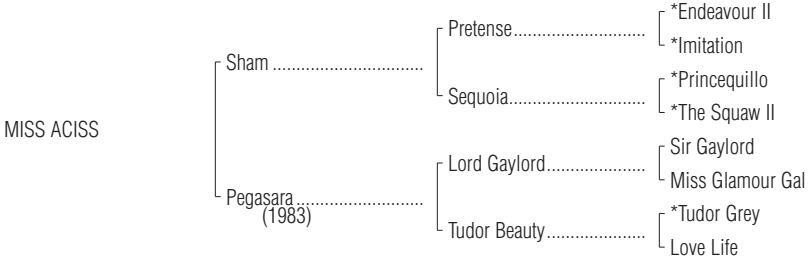 *Endeavour II
Pretense
*Imitation
Sham
*Princequillo
Sequoia
*The Squaw II
MISS ACISS
Sir Gaylord
Lord Gaylord
Miss Glamour Gal
Pegasara
(1983)
*Tudor Grey
Tudor Beauty
Love Life